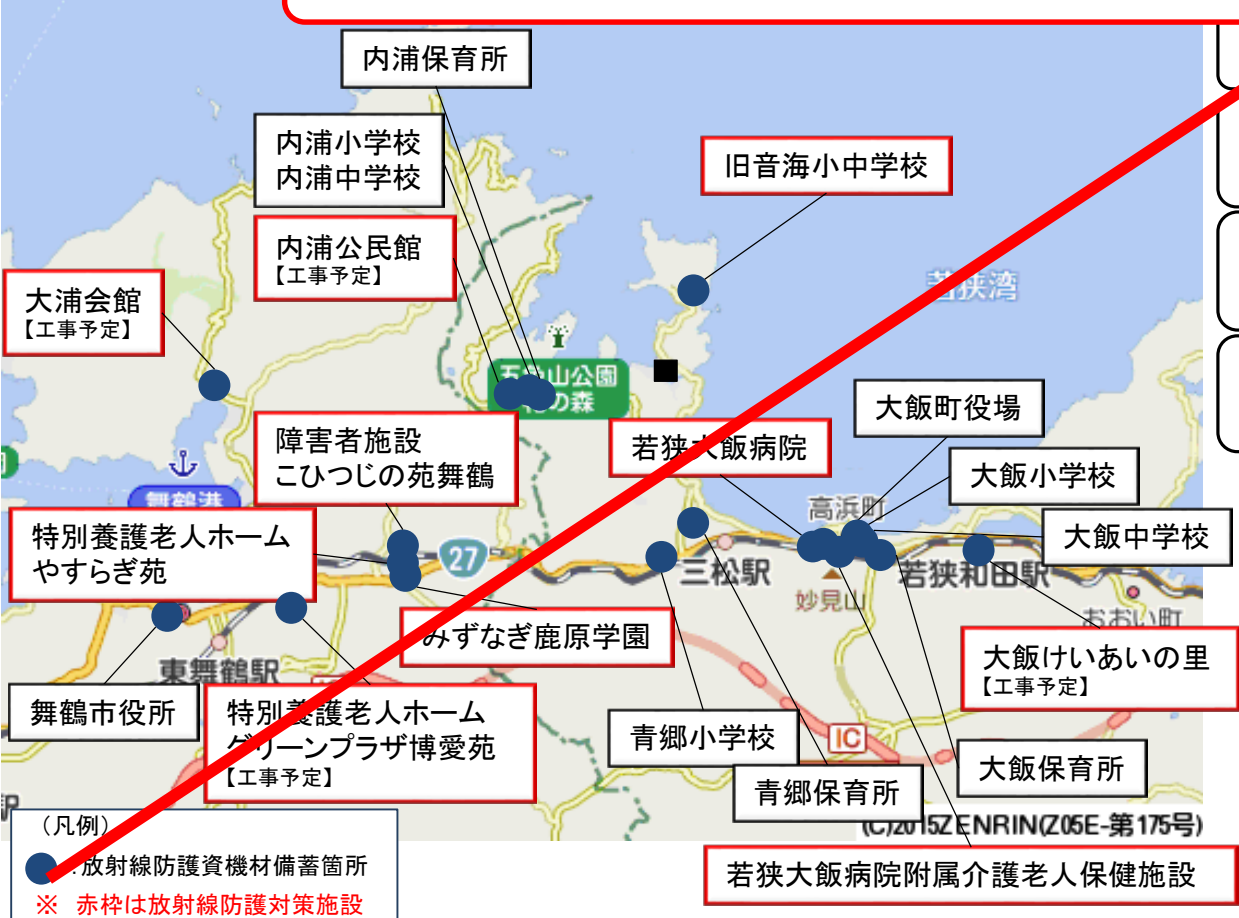 内浦保育所
内浦小学校
内浦中学校
旧音海小中学校
内浦公民館
【工事予定】
大浦会館
【工事予定】
若狭湾
山公園
の森
大飯町役場
障害者施設
こひつじの苑舞鶴
若狭大飯病院
大飯小学校
舞鶴港
高浜町
特別養護老人ホーム
やすらぎ苑
大飯中学校
27
三松駅
若狭和田駅
妙見山
おおい町
みずなぎ鹿原学園
東舞鶴駅
大飯けいあいの里
【工事予定】
舞鶴市役所
特別養護老人ホーム
グリーンプラザ博愛苑
【工事予定】
青郷小学校
IC
大飯保育所
青郷保育所
駅
(C)2015ZENRIN(Z05E-第175号)
（凡例）
:放射線防護資機材備蓄箇所
若狭大飯病院附属介護老人保健施設
※ 赤枠は放射線防護対策施設